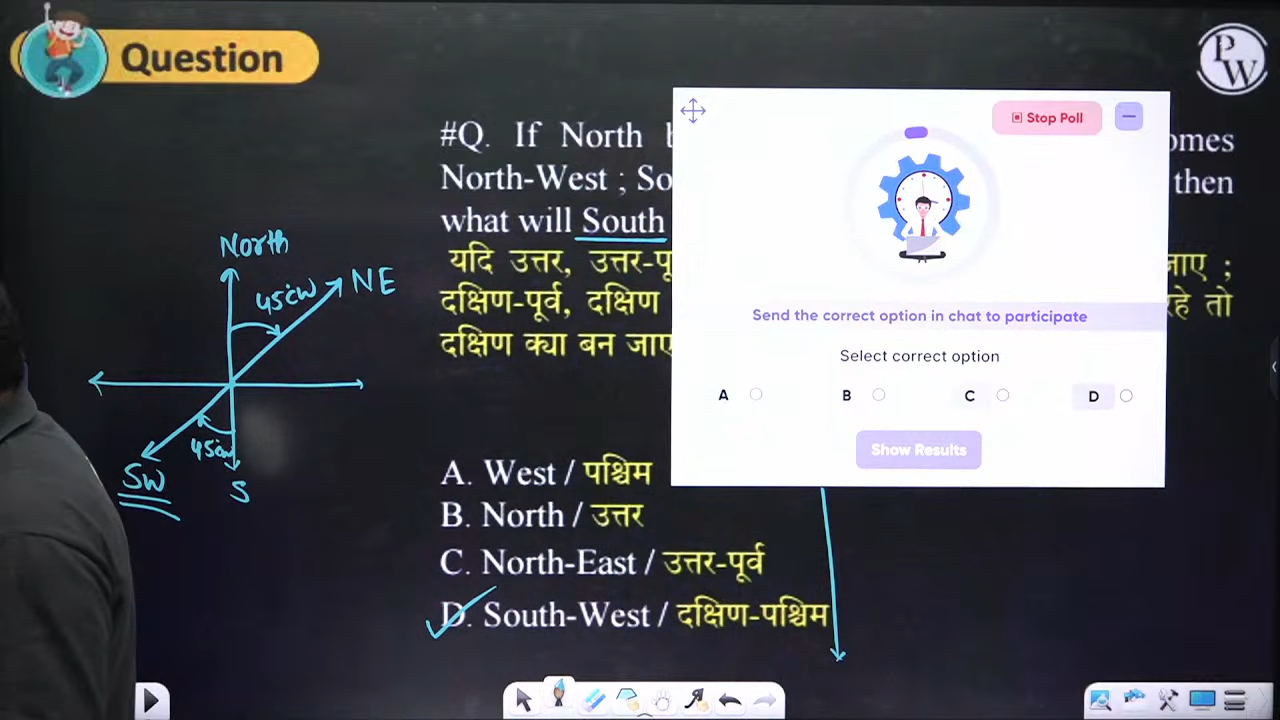 Question
PW
#Q. If North
omes
North-West ; So
then
what will South
यदि उत्तर, उत्तर-पू
जाए ;
दक्षिण-पूर्व, दक्षिण
रहे तो
दक्षिण क्या बन जाए
Stop Poll
Send the correct option in chat to participate
Select correct option
A
B
C
D
Show Results
North
45°CW
NE
45°CW
SW
S
A. West / पश्चिम
B. North / उत्तर
C. North-East / उत्तर-पूर्व
D. South-West / दक्षिण-पश्चिम